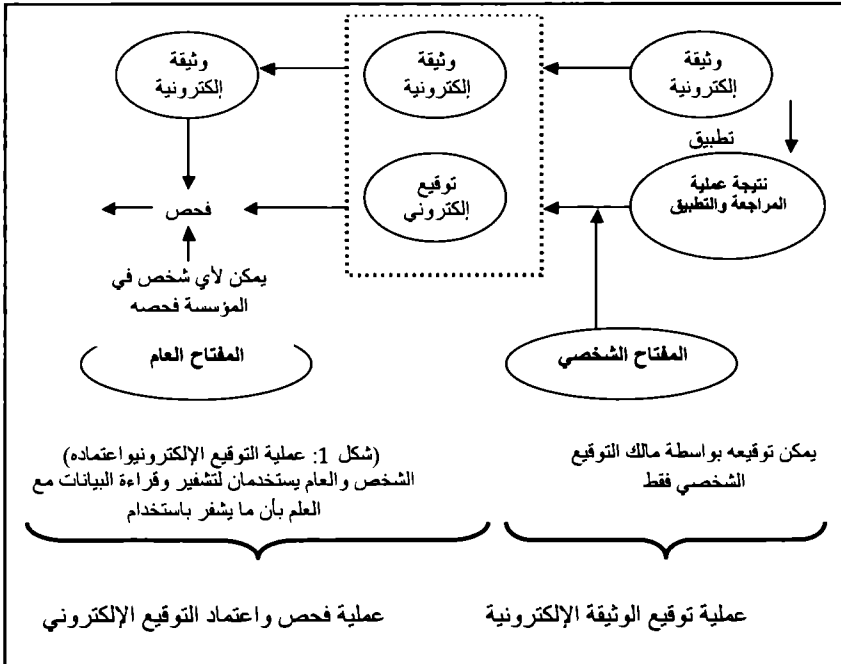 وثيقة
إلكترونية
وثيقة
إلكترونية
وثيقة
إلكترونية
تطبيق
نتيجة عملية
المراجعة والتطبيق
توقيع
إلكتروني
فحص
يمكن لأي شخص في
المؤسسة فحصه
المفتاح الشخصي
المفتاح العام
يمكن توقيعه بواسطة مالك التوقيع
الشخصي فقط
(شكل 1: عملية التوقيع الإلكترونيواعتماده)
الشخص والعام يستخدمان لتشفير وقراءة البيانات مع
العلم بأن ما يشفر باستخدام
عملية توقيع الوثيقة الإلكترونية
عملية فحص واعتماد التوقيع الإلكتروني